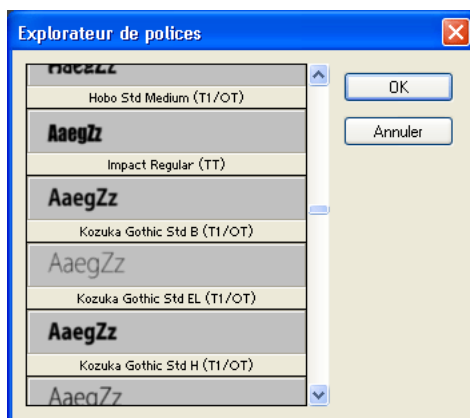 Explorateur de polices
AaegZz
Hobo Std Medium (T1/OT)
OK
AaegZz
Annuler
Impact Regular (TT)
AaegZz
Kozuka Gothic Std B (T1/OT)
AaegZz
Kozuka Gothic Std EL (T1/OT)
AaegZz
Kozuka Gothic Std H (T1/OT)
AaegZz